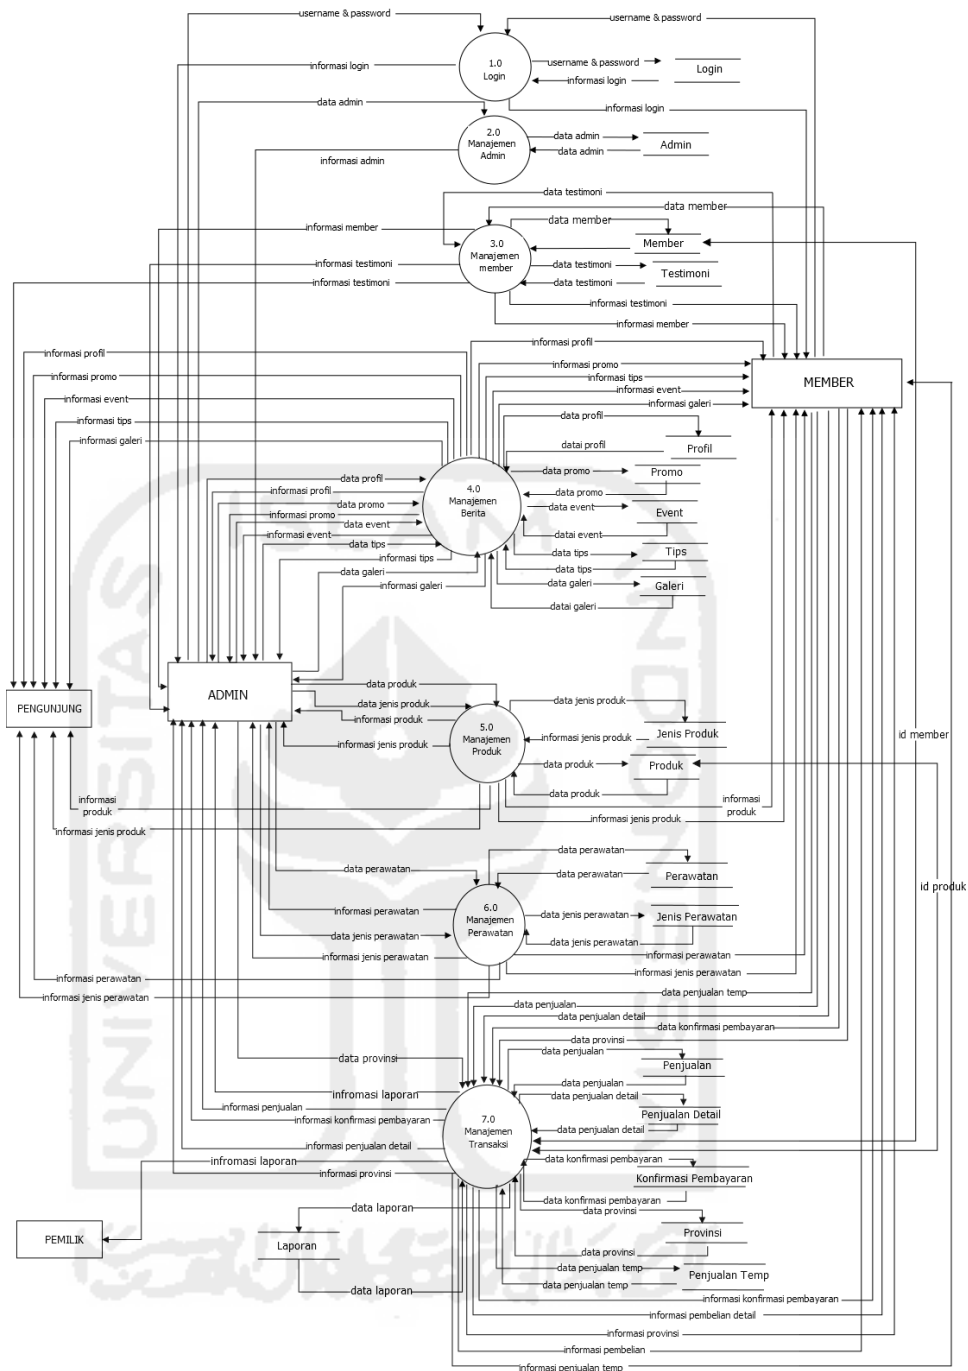 username & password
username & password
1.0
Login
informasi login
username & password
informasi login
Login
data admin
informasi login
2.0
Manajemen
Admin
data admin
data admin
Admin
informasi admin
data testimoni
data member
data member
informasi member
3.0
Manajemen
member
Member
informasi testimoni
data testimoni
Testimoni
informasi testimoni
data testimoni
informasi testimoni
informasi member
informasi profil
informasi profil
informasi promo
informasi promo
informasi tips
MEMBER
informasi event
informasi event
informasi galeri
informasi tips
data profil
informasi galeri
datai profil
Profil
data profil
4.0
Manajemen
Berita
data promo
Promo
informasi profil
data promo
data promo
data event
Event
informasi promo
data event
informasi event
datai event
data tips
data tips
Tips
informasi tips
data tips
data galeri
informasi galeri
data galeri
Galeri
datai galeri
ADMIN
data produk
PENGUNJUNG
data jenis produk
data jenis produk
informasi produk
5.0
Manajemen
Produk
informasi jenis produk
informasi jenis produk
Jenis Produk
id member
data produk
Produk
data produk
informasi
produk
informasi
produk
informasi jenis produk
informasi jenis produk
data perawatan
data perawatan
data perawatan
Perawatan
id produk
informasi perawatan
6.0
Manajemen
Perawatan
data jenis perawatan
Jenis Perawatan
data jenis perawatan
data jenis perawatan
informasi jenis perawatan
informasi perawatan
informasi perawatan
informasi jenis perawatan
informasi jenis perawatan
data penjualan temp
data penjualan
data penjualan detail
data konfirmasi pembayaran
data provinsi
data provinsi
data penjualan
Penjualan
infromasi laporan
data penjualan
data penjualan detail
informasi penjualan
7.0
Manajemen
Transaksi
Penjualan Detail
informasi konfirmasi pembayaran
data penjualan detail
informasi penjualan detail
infromasi laporan
data konfirmasi pembayaran
informasi provinsi
Konfirmasi Pembayaran
data konfirmasi pembayaran
data laporan
data provinsi
PEMILIK
Laporan
Provinsi
data provinsi
data penjualan temp
Penjualan Temp
data laporan
data penjualan temp
informasi konfirmasi pembayaran
informasi pembelian detail
informasi provinsi
informasi pembelian
informasi penjualan temp
UNIVERSITAS
ISLAM
INDONESIA